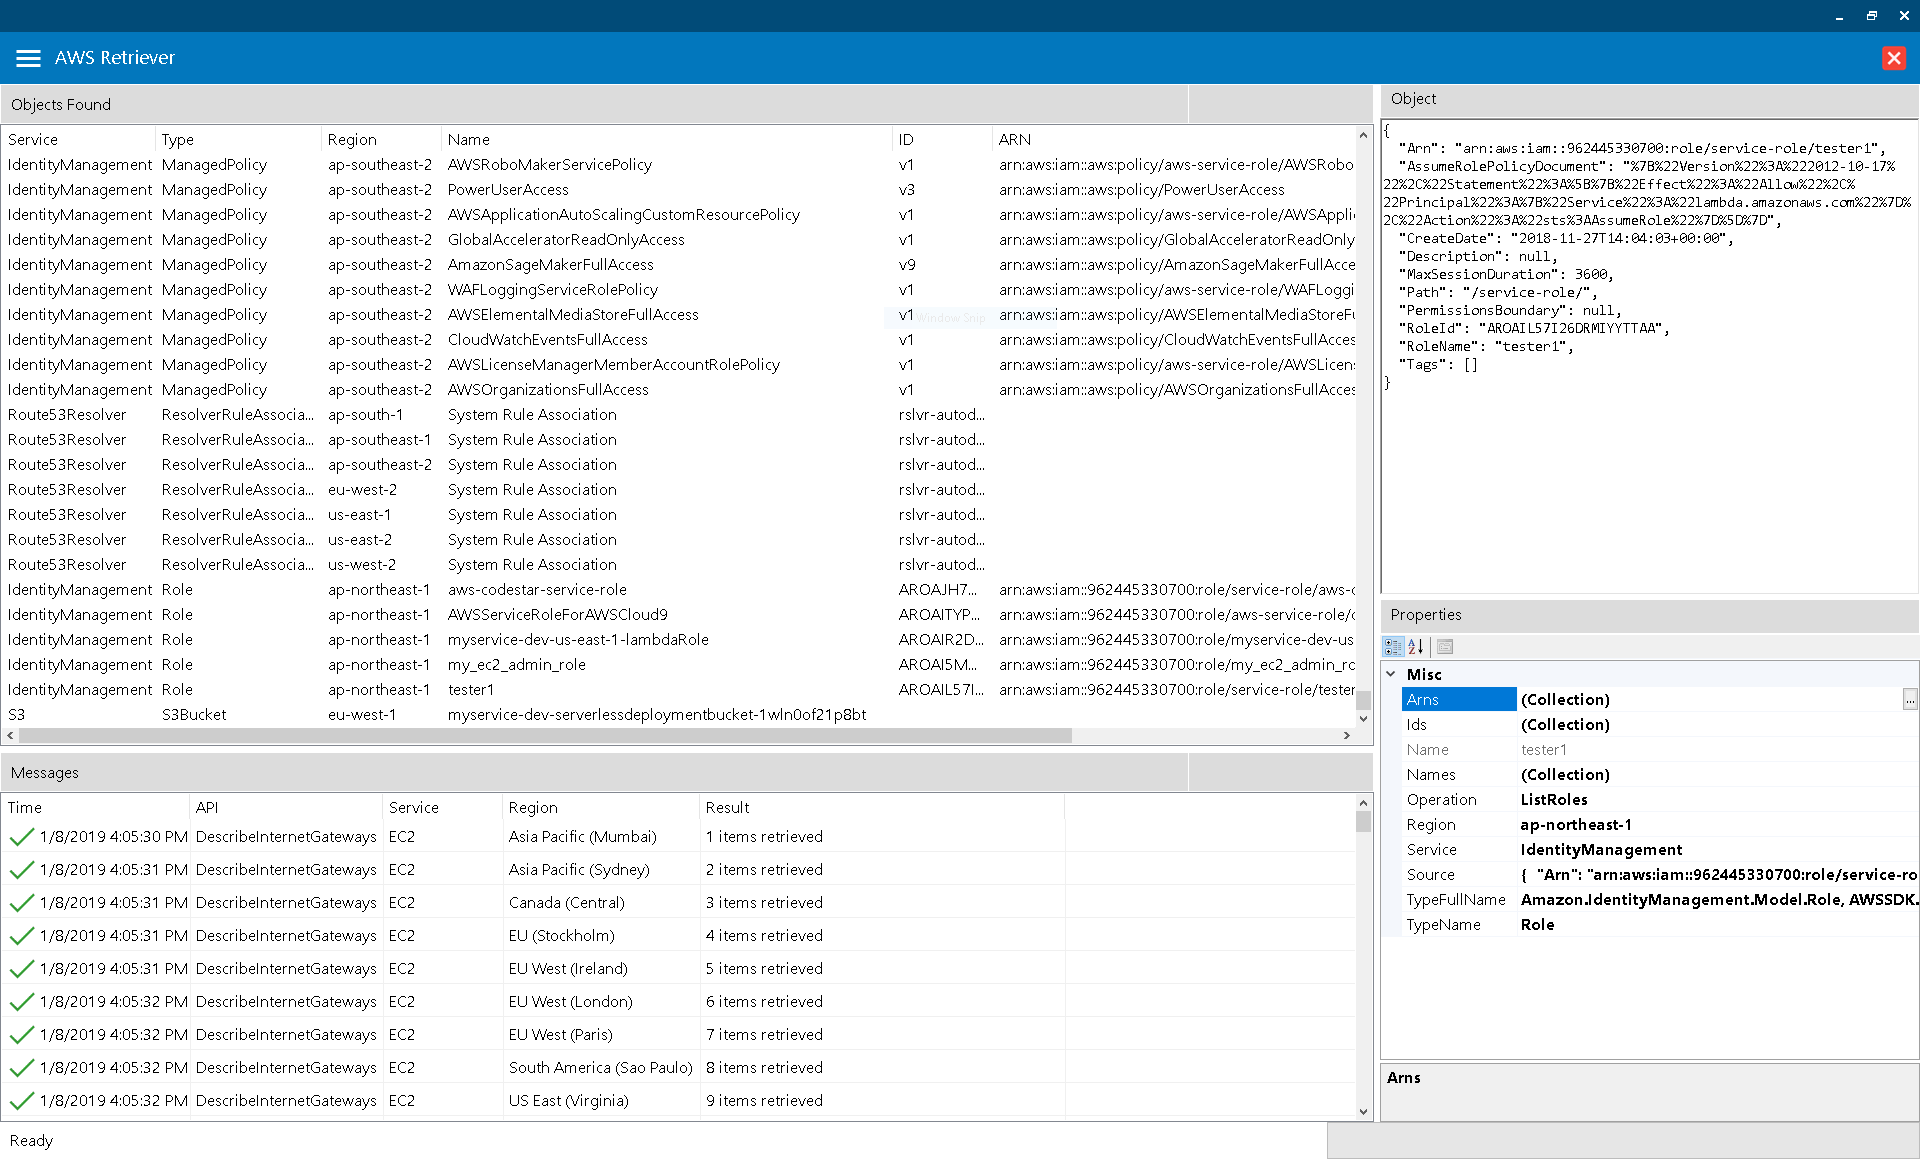 AWS Retriever
Objects Found
Service Type Region Name ID ARN
IdentityManagement ManagedPolicy ap-southeast-2 AWSRoboMakerServicePolicy v1 arn:aws:iam::aws:policy/aws-service-role/AWSRobo
IdentityManagement ManagedPolicy ap-southeast-2 PowerUserAccess v3 arn:aws:iam::aws:policy/PowerUserAccess
IdentityManagement ManagedPolicy ap-southeast-2 AWSApplicationAutoScalingCustomResourcePolicy v1 arn:aws:iam::aws:policy/aws-service-role/AWSAppli
IdentityManagement ManagedPolicy ap-southeast-2 GlobalAcceleratorReadOnlyAccess v1 arn:aws:iam::aws:policy/GlobalAcceleratorReadOnly
IdentityManagement ManagedPolicy ap-southeast-2 AmazonSageMakerFullAccess v9 arn:aws:iam::aws:policy/AmazonSageMakerFullAcce
IdentityManagement ManagedPolicy ap-southeast-2 WAFLoggingServiceRolePolicy v1 arn:aws:iam::aws:policy/aws-service-role/WAFLoggi
IdentityManagement ManagedPolicy ap-southeast-2 AWSElementalMediaStoreFullAccess v1 Window Snip arn:aws:iam::aws:policy/AWSElementalMediaStoreFu
IdentityManagement ManagedPolicy ap-southeast-2 CloudWatchEventsFullAccess v1 arn:aws:iam::aws:policy/CloudWatchEventsFullAcces
IdentityManagement ManagedPolicy ap-southeast-2 AWSLicenseManagerMemberAccountRolePolicy v1 arn:aws:iam::aws:policy/aws-service-role/AWSLicen
IdentityManagement ManagedPolicy ap-southeast-2 AWSOrganizationsFullAccess v1 arn:aws:iam::aws:policy/AWSOrganizationsFullAcces
Route53Resolver ResolverRuleAssocia... ap-south-1 System Rule Association rslvr-autod...
Route53Resolver ResolverRuleAssocia... ap-southeast-1 System Rule Association rslvr-autod...
Route53Resolver ResolverRuleAssocia... ap-southeast-2 System Rule Association rslvr-autod...
Route53Resolver ResolverRuleAssocia... eu-west-2 System Rule Association rslvr-autod...
Route53Resolver ResolverRuleAssocia... us-east-1 System Rule Association rslvr-autod...
Route53Resolver ResolverRuleAssocia... us-east-2 System Rule Association rslvr-autod...
Route53Resolver ResolverRuleAssocia... us-west-2 System Rule Association rslvr-autod...
IdentityManagement Role ap-northeast-1 aws-codestar-service-role AROAJH7... arn:aws:iam::962445330700:role/service-role/aws-c
IdentityManagement Role ap-northeast-1 AWSServiceRoleForAWSCloud9 AROAITYP... arn:aws:iam::962445330700:role/aws-service-role/c
IdentityManagement Role ap-northeast-1 myservice-dev-us-east-1-lambdaRole AROAIR2D... arn:aws:iam::962445330700:role/myservice-dev-us
IdentityManagement Role ap-northeast-1 my_ec2_admin_role AROAI5M... arn:aws:iam::962445330700:role/my_ec2_admin_ro
IdentityManagement Role ap-northeast-1 tester1 AROAIL57I... arn:aws:iam::962445330700:role/service-role/tester
S3 S3Bucket eu-west-1 myservice-dev-serverlessdeploymentbucket-1wln0of21p8bt
Messages
Time API Service Region Result
1/8/2019 4:05:30 PM DescribeInternetGateways EC2 Asia Pacific (Mumbai) 1 items retrieved
1/8/2019 4:05:31 PM DescribeInternetGateways EC2 Asia Pacific (Sydney) 2 items retrieved
1/8/2019 4:05:31 PM DescribeInternetGateways EC2 Canada (Central) 3 items retrieved
1/8/2019 4:05:31 PM DescribeInternetGateways EC2 EU (Stockholm) 4 items retrieved
1/8/2019 4:05:31 PM DescribeInternetGateways EC2 EU West (Ireland) 5 items retrieved
1/8/2019 4:05:32 PM DescribeInternetGateways EC2 EU West (London) 6 items retrieved
1/8/2019 4:05:32 PM DescribeInternetGateways EC2 EU West (Paris) 7 items retrieved
1/8/2019 4:05:32 PM DescribeInternetGateways EC2 South America (Sao Paulo) 8 items retrieved
1/8/2019 4:05:32 PM DescribeInternetGateways EC2 US East (Virginia) 9 items retrieved
Ready
Object
{
"Arn": "arn:aws:iam::962445330700:role/service-role/tester1",
"AssumeRolePolicyDocument": "%7B%22Version%22%3A%222012-10-17%
22%2C%22Statement%22%3A%5B%7B%22Effect%22%3A%22Allow%22%2C%
22Principal%22%3A%7B%22Service%22%3A%22lambda.amazonaws.com%22%7D%
2C%22Action%22%3A%22sts%3AAssumeRole%22%7D%5D%7D",
"CreateDate": "2018-11-27T14:04:03+00:00",
"Description": null,
"MaxSessionDuration": 3600,
"Path": "/service-role/",
"PermissionsBoundary": null,
"RoleId": "AROAIL57I26DRMIYYTTAA",
"RoleName": "tester1",
"Tags": []
}
Properties
Misc
Arns (Collection) ...
Ids (Collection)
Name tester1
Names (Collection)
Operation ListRoles
Region ap-northeast-1
Service IdentityManagement
Source { "Arn": "arn:aws:iam::962445330700:role/service-ro
TypeFullName Amazon.IdentityManagement.Model.Role, AWSSDK.
TypeName Role
Arns